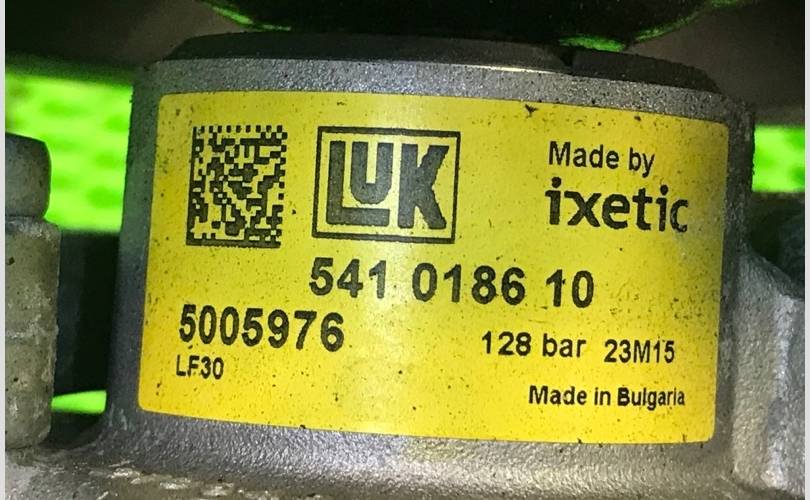 LuK
Made by
ixetic
541 0186 10
5005976
128 bar 23M15
LF30
Made in Bulgaria